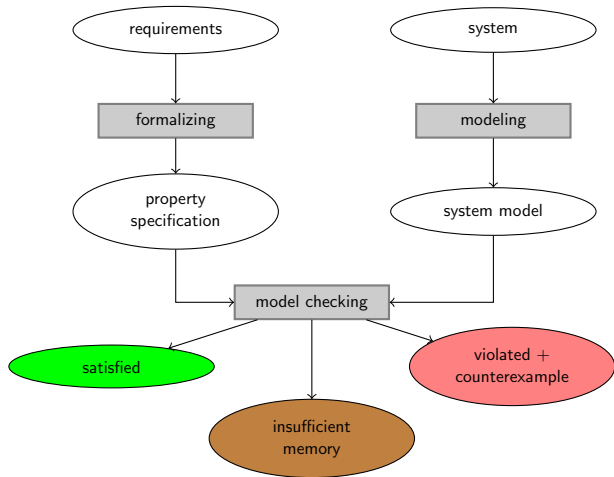 requirements
system
formalizing
modeling
property
specification
system model
model checking
satisfied
violated +
counterexample
insufficient
memory